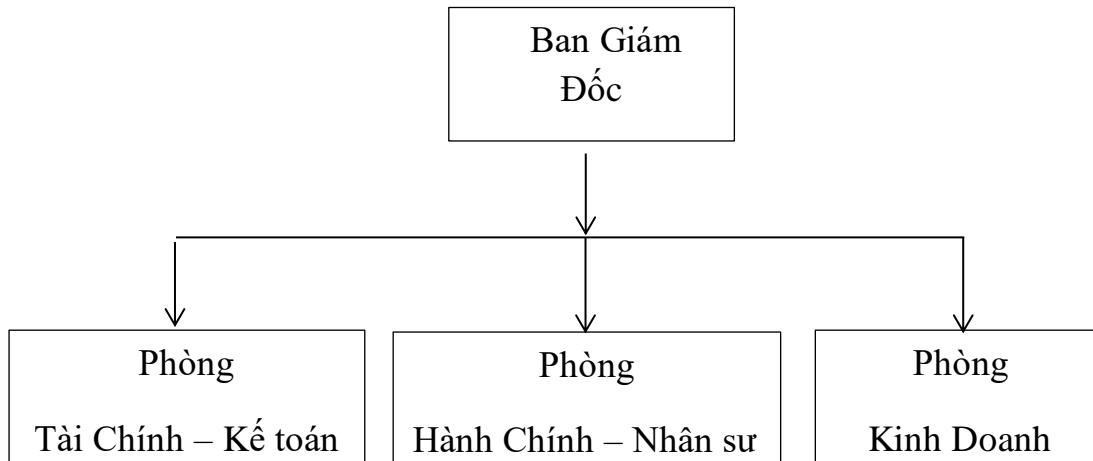 Ban Giám
Đốc
Phòng
Tài Chính – Kế toán
Phòng
Hành Chính – Nhân sư
Phòng
Kinh Doanh